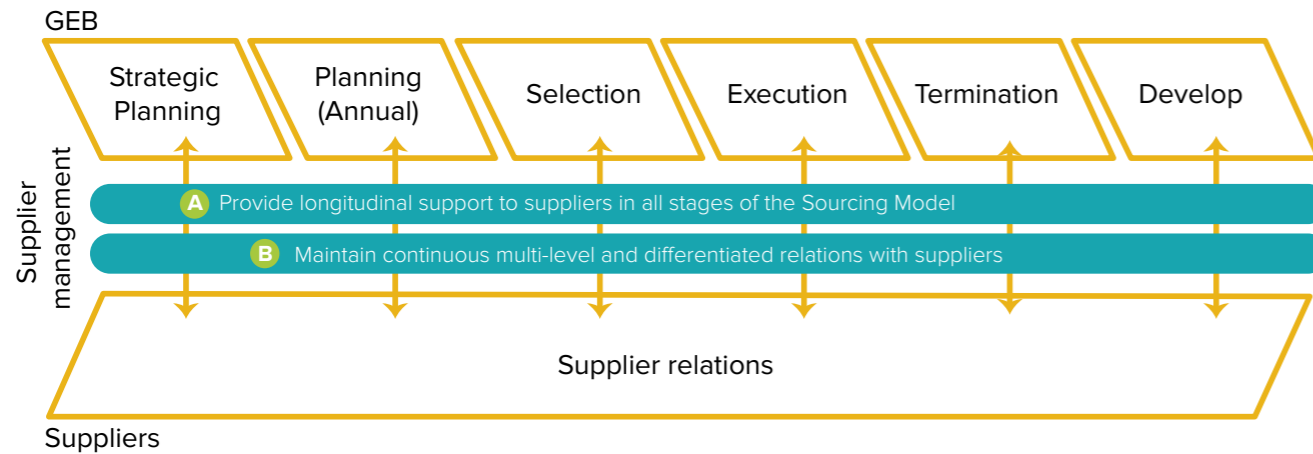 GEB
Strategic
Planning
Planning
(Annual)
Selection
Execution
Termination
Develop
Supplier
management
A Provide longitudinal support to suppliers in all stages of the Sourcing Model
B Maintain continuous multi-level and differentiated relations with suppliers
Supplier relations
Suppliers